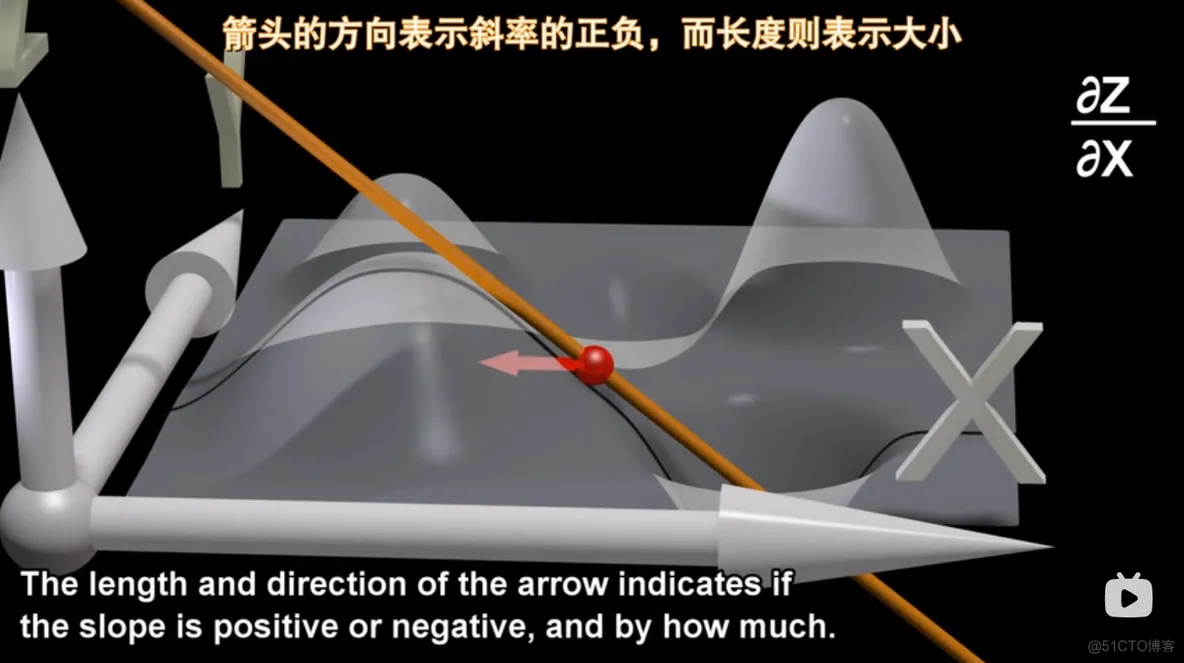 箭头的方向表示斜率的正负，而长度则表示大小
Z
Y
∂Z
∂X
X
The length and direction of the arrow indicates if
the slope is positive or negative, and by how much.
@51CTO博客